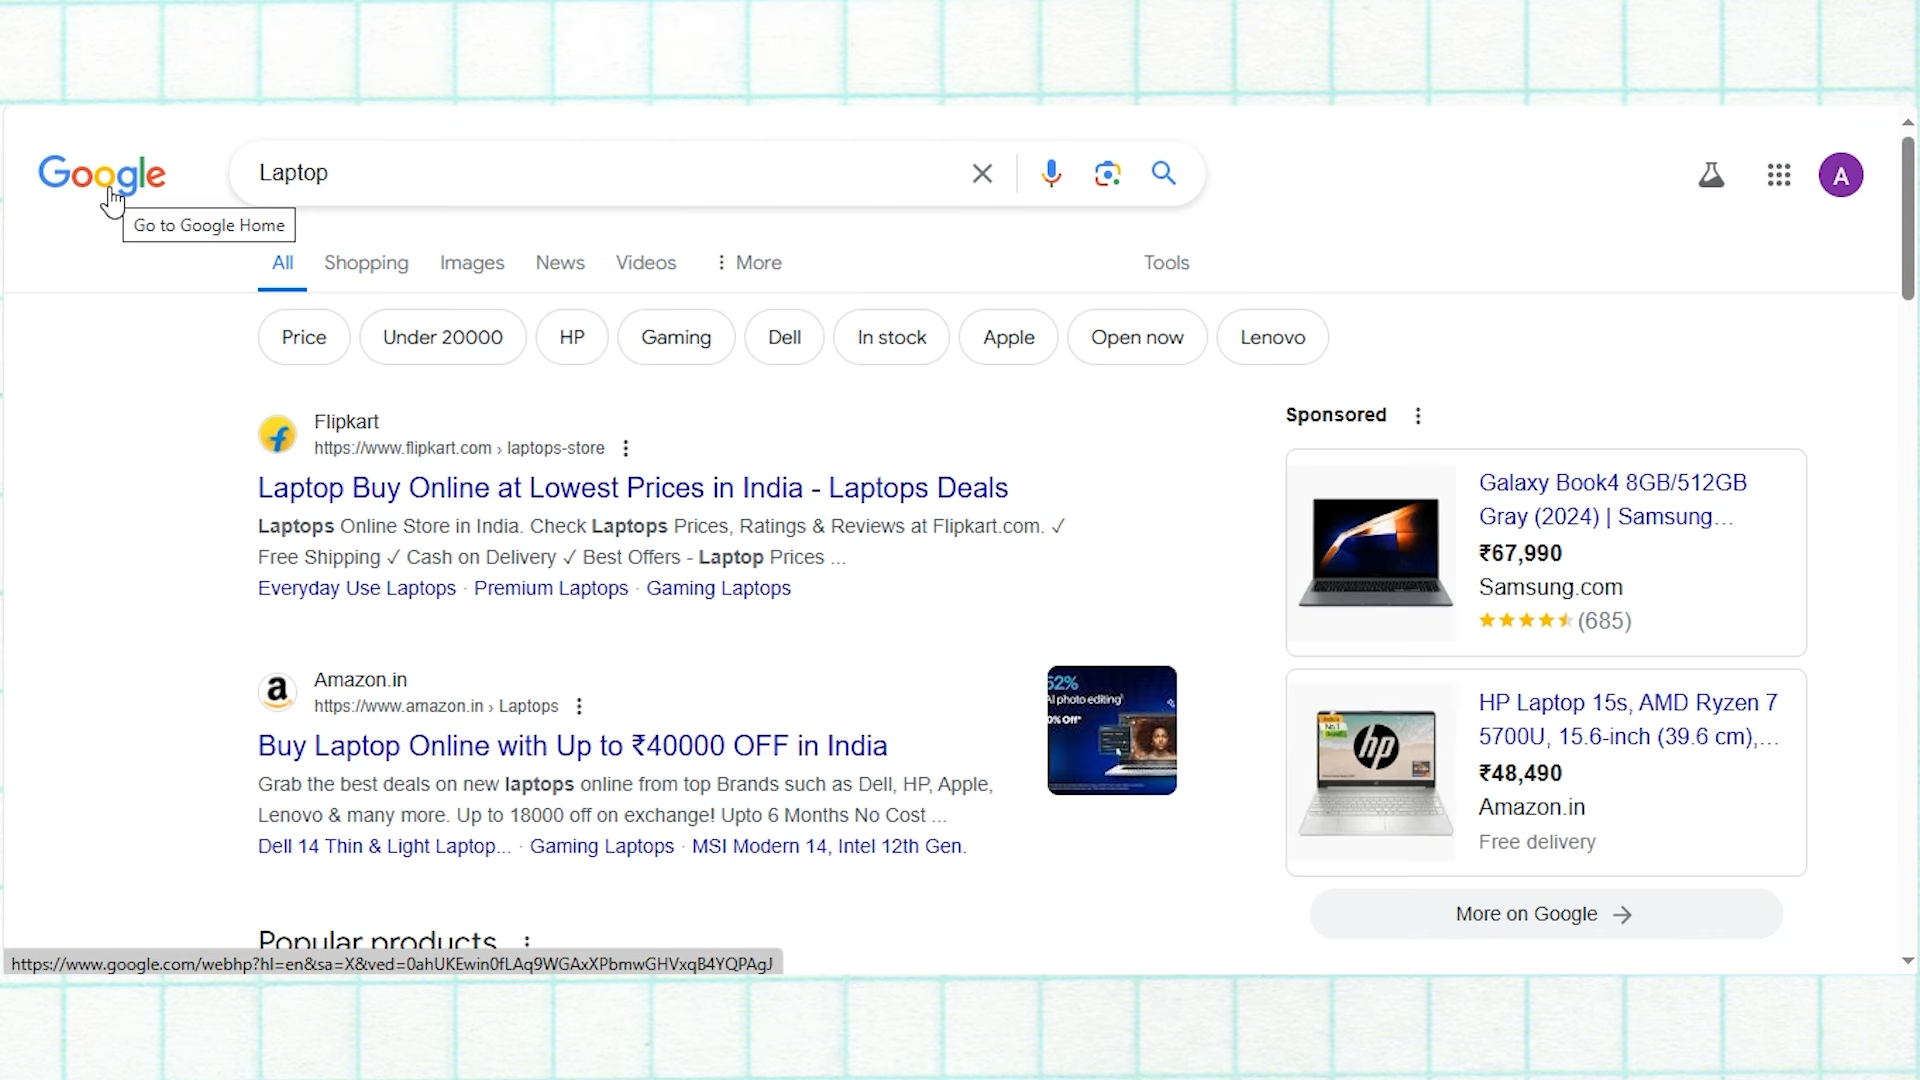 Google
Laptop
A
Go to Google Home
All
Shopping
Images
News
Videos
More
Tools
Price
Under 20000
HP
Gaming
Dell
In stock
Apple
Open now
Lenovo
Flipkart
https://www.flipkart.com › laptops-store
Laptop Buy Online at Lowest Prices in India - Laptops Deals
Laptops Online Store in India. Check Laptops Prices, Ratings & Reviews at Flipkart.com. ✓
Free Shipping ✓ Cash on Delivery ✓ Best Offers - Laptop Prices ...
Everyday Use Laptops · Premium Laptops · Gaming Laptops
Amazon.in
https://www.amazon.in › Laptops
Buy Laptop Online with Up to ₹40000 OFF in India
Grab the best deals on new laptops online from top Brands such as Dell, HP, Apple,
Lenovo & many more. Up to 18000 off on exchange! Upto 6 Months No Cost ...
Dell 14 Thin & Light Laptop... · Gaming Laptops · MSI Modern 14, Intel 12th Gen.
52%
AI photo editing
0% Off*
Popular products
https://www.google.com/webhp?hl=en&sa=X&ved=0ahUKEwin0fLAq9WGAxXPbmwGHVxqB4YQPAgJ
Sponsored
Galaxy Book4 8GB/512GB
Gray (2024) | Samsung...
₹67,990
Samsung.com
(685)
hp
HP Laptop 15s, AMD Ryzen 7
5700U, 15.6-inch (39.6 cm),...
₹48,490
Amazon.in
Free delivery
More on Google →